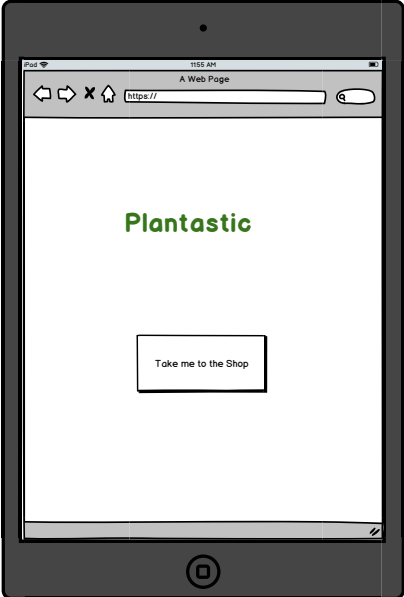 iPad
11:55 AM
A Web Page
https://
Plantastic
Take me to the Shop